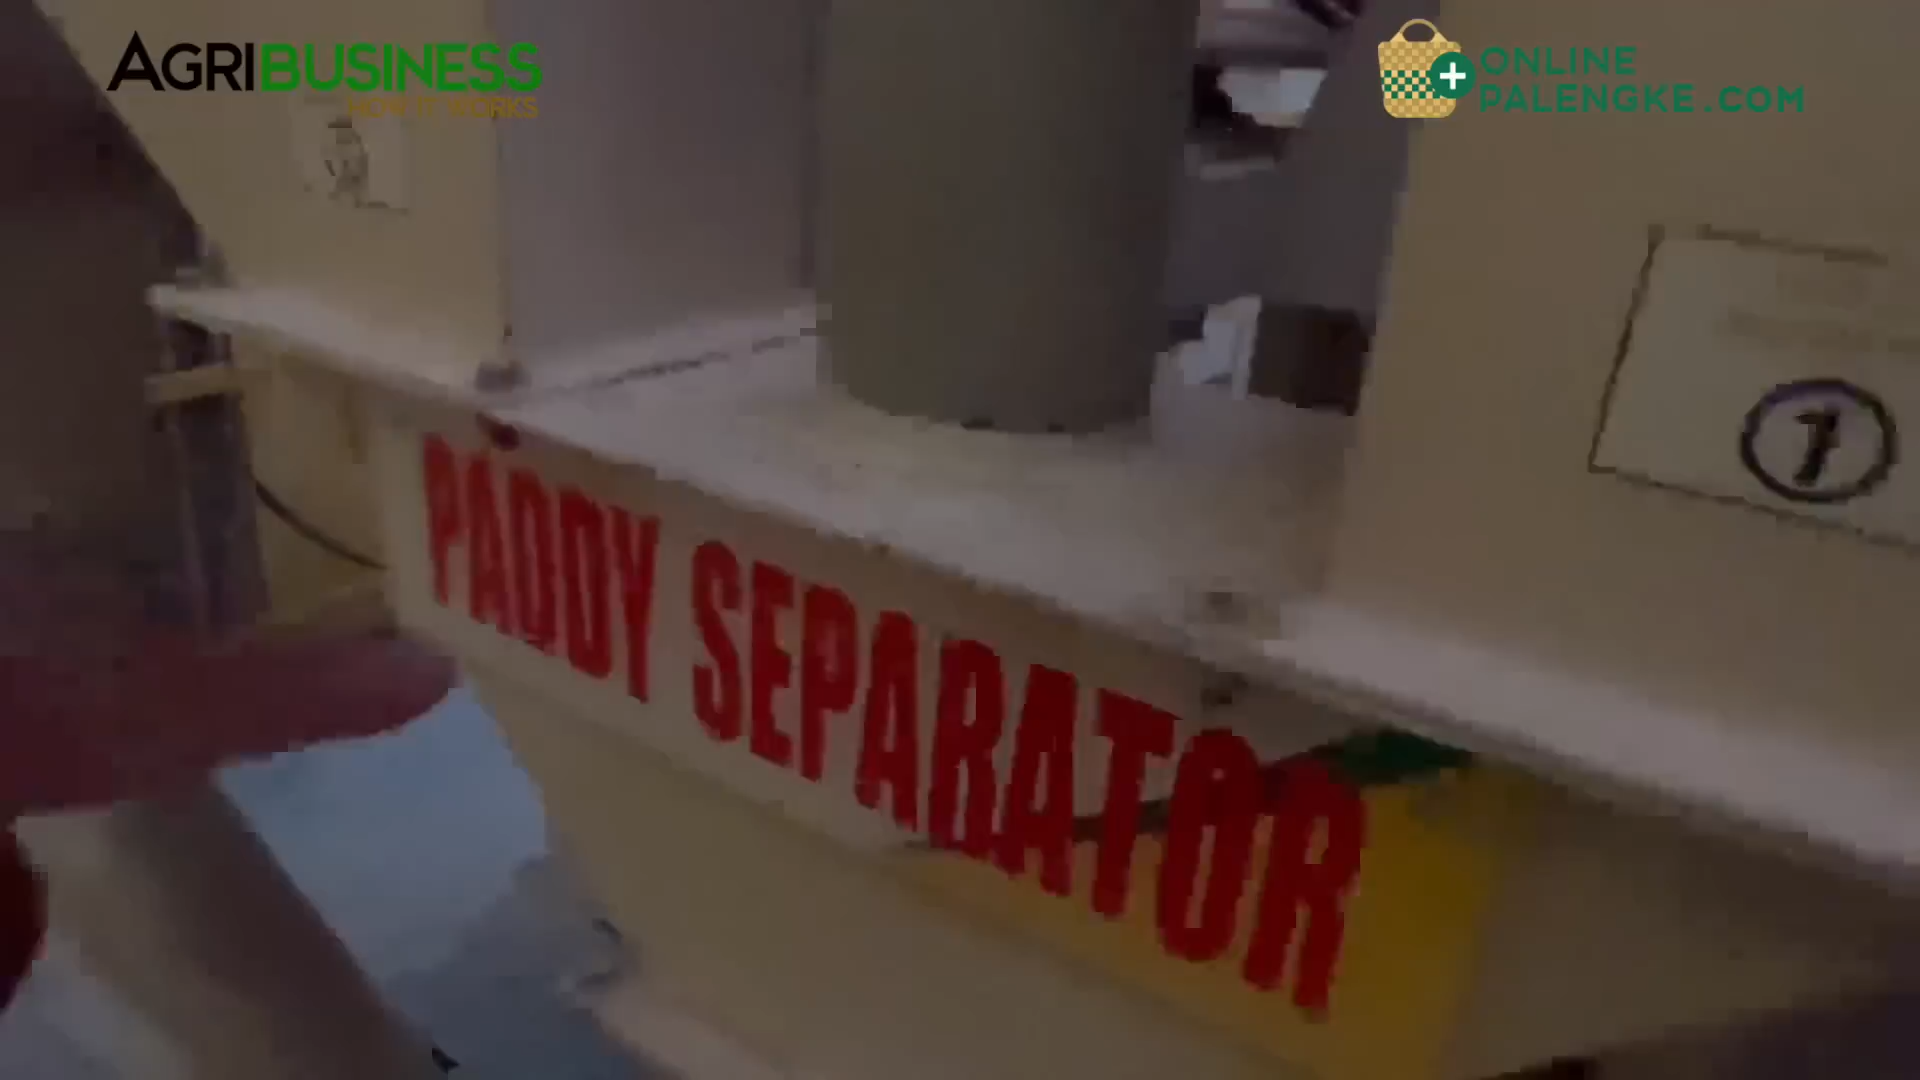 AGRIBUSINESS
HOW IT WORKS
ONLINE
PALENGKE.COM
7
PADDY SEPARATOR